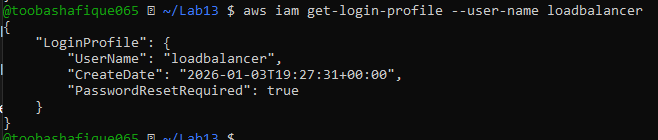 @toobashafique065 ~/Lab13 $ aws iam get-login-profile --user-name loadbalancer
{
    "LoginProfile": {
        "UserName": "loadbalancer",
        "CreateDate": "2026-01-03T19:27:31+00:00",
        "PasswordResetRequired": true
    }
}
@toobashafique065 ~/Lab13 $